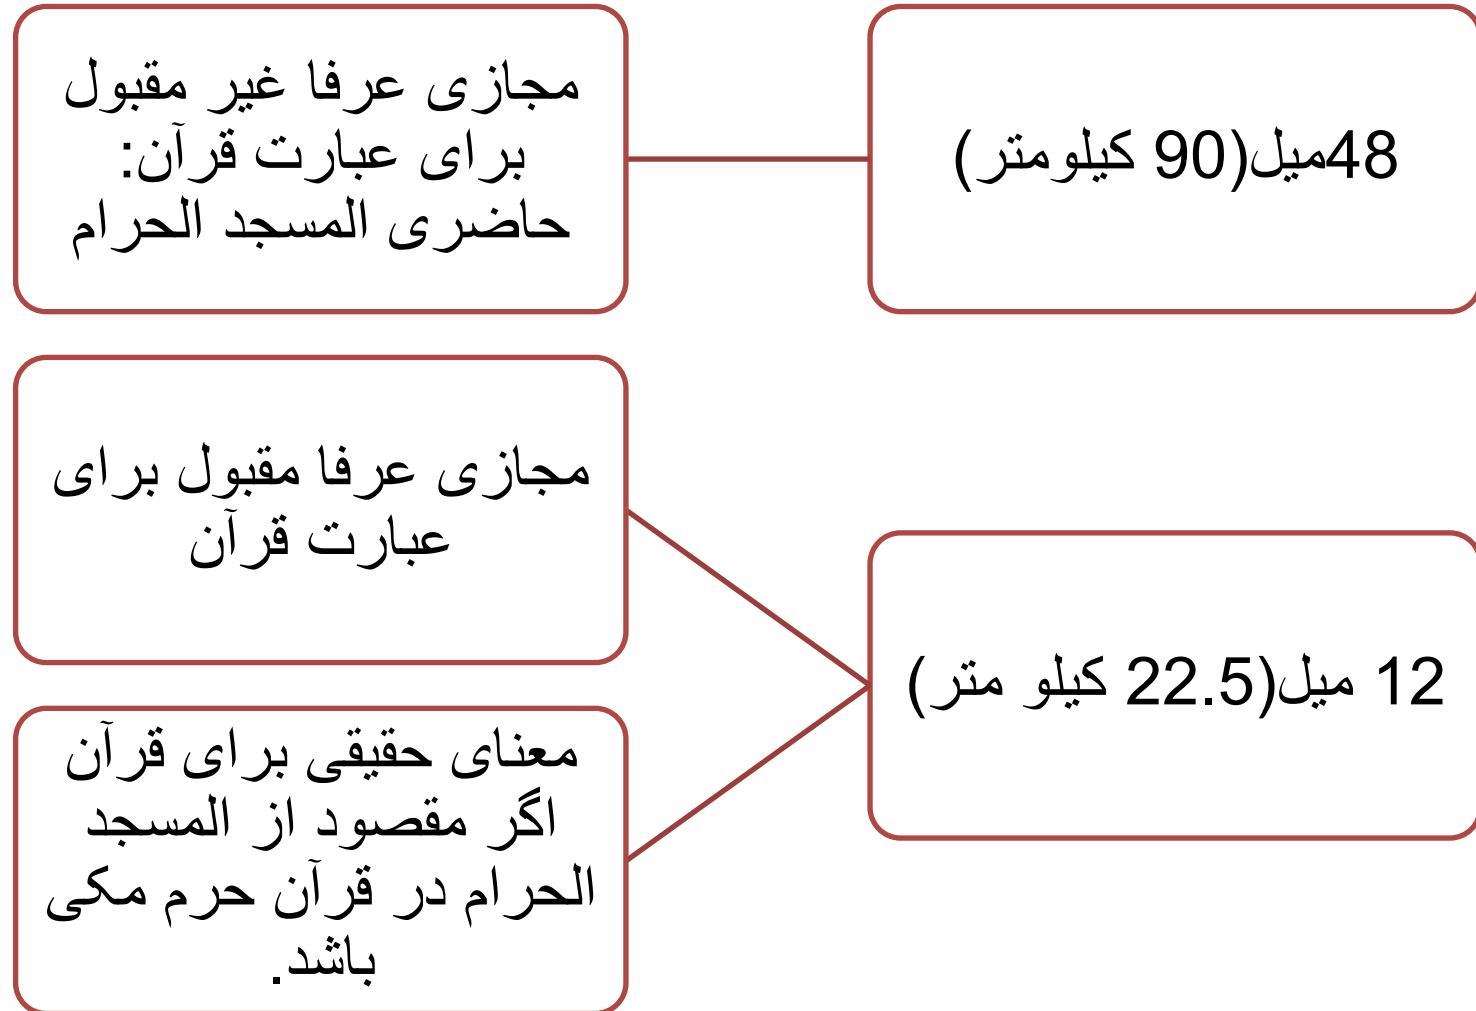 48میل(90 کیلومتر)
مجازی عرفا غیر مقبول
برای عبارت قرآن:
حاضری المسجد الحرام
12 میل(22.5 کیلو متر)
مجازی عرفا مقبول برای
عبارت قرآن
معنای حقیقی برای قرآن
اگر مقصود از المسجد
الحرام در قرآن حرم مکی
باشد.